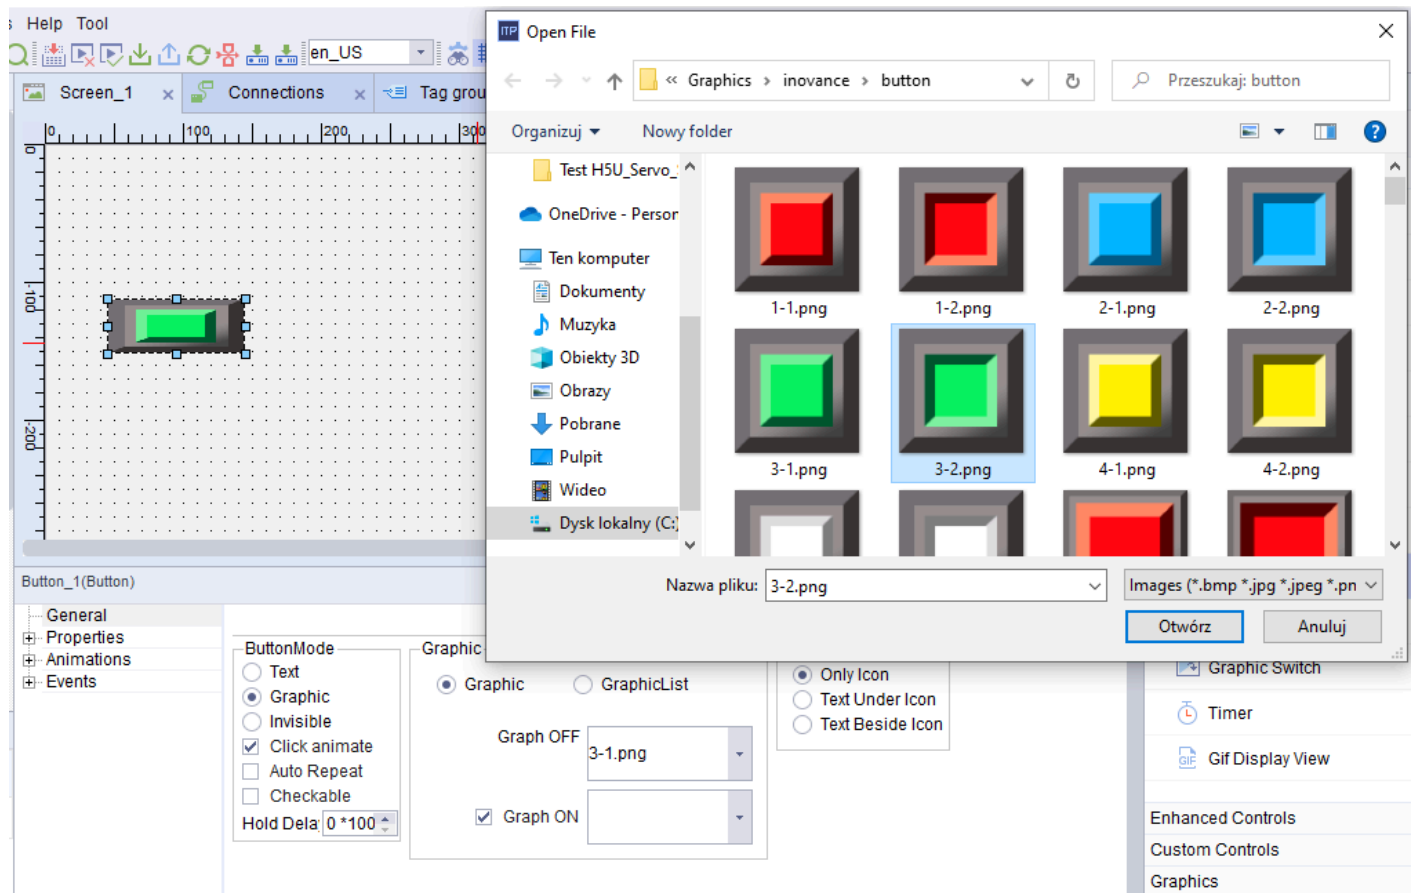 Help Tool
en_US
Screen_1 x Connections x Tag grou
0 100 200 300
0
-100
-200
ITP Open File
« Graphics > inovance > button
Przeszukaj: button
Organizuj Nowy folder
Test H5U_Servo_
OneDrive - Person
Ten komputer
Dokumenty
Muzyka
Obiekty 3D
Obrazy
Pobrane
Pulpit
Wideo
Dysk lokalny (C:)
1-1.png 1-2.png 2-1.png 2-2.png
3-1.png 3-2.png 4-1.png 4-2.png
Nazwa pliku: 3-2.png
Images (*.bmp *.jpg *.jpeg *.pn
Otwórz Anuluj
Button_1(Button)
General
Properties
Animations
Events
ButtonMode
Text
Graphic
Invisible
Click animate
Auto Repeat
Checkable
Hold Dela 0 *100
Graphic
Graphic GraphicList
Graph OFF 3-1.png
Graph ON
Only Icon
Text Under Icon
Text Beside Icon
Graphic Switch
Timer
GIF Gif Display View
Enhanced Controls
Custom Controls
Graphics